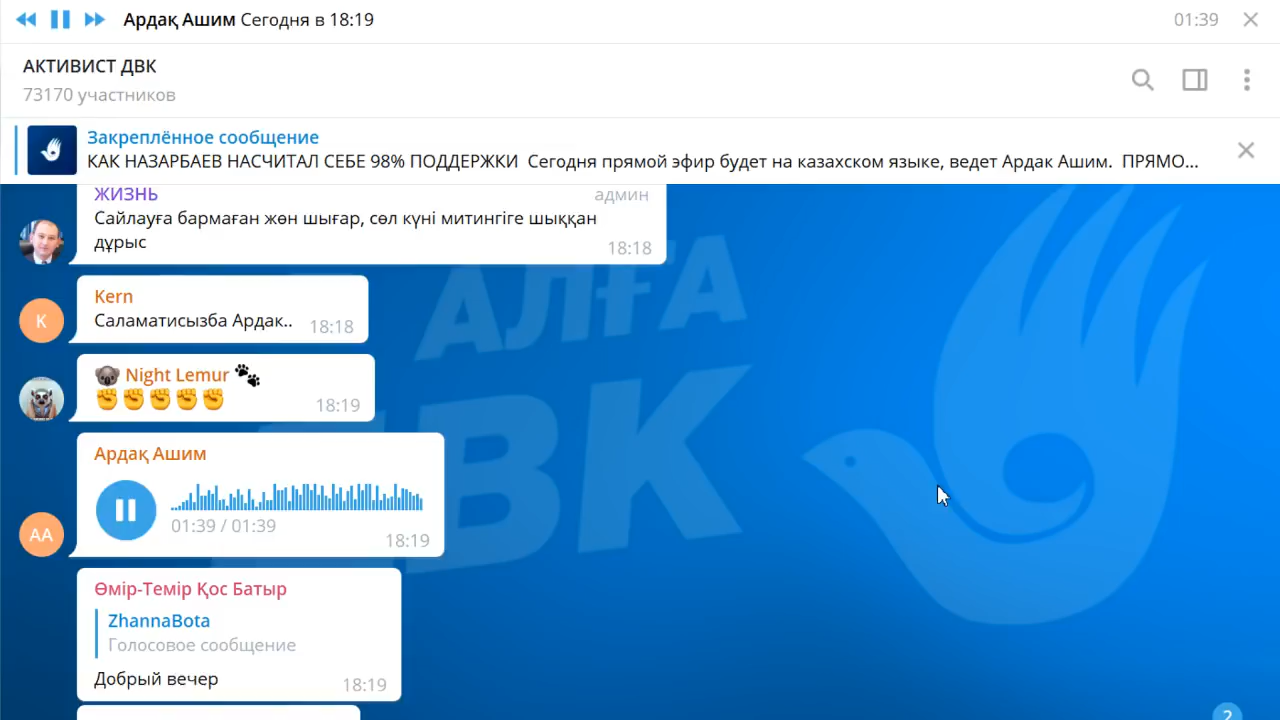 Ардақ Ашим Сегодня в 18:19
01:39
АКТИВИСТ ДВК
73170 участников
Закреплённое сообщение
КАК НАЗАРБАЕВ НАСЧИТАЛ СЕБЕ 98% ПОДДЕРЖКИ Сегодня прямой эфир будет на казахском языке, ведет Ардак Ашим. ПРЯМО...
ЖИЗНЬ
админ
Сайлауға бармаған жөн шығар, сөл күні митингіге шыққан
дұрыс
18:18
Kern
K
Саламатисызба Ардак..
18:18
Night Lemur
18:19
Ардақ Ашим
01:39 / 01:39
18:19
АА
Өмір-Темір Қос Батыр
ZhannaBota
Голосовое сообщение
Добрый вечер
18:19
АЛҒА
ДВК
2